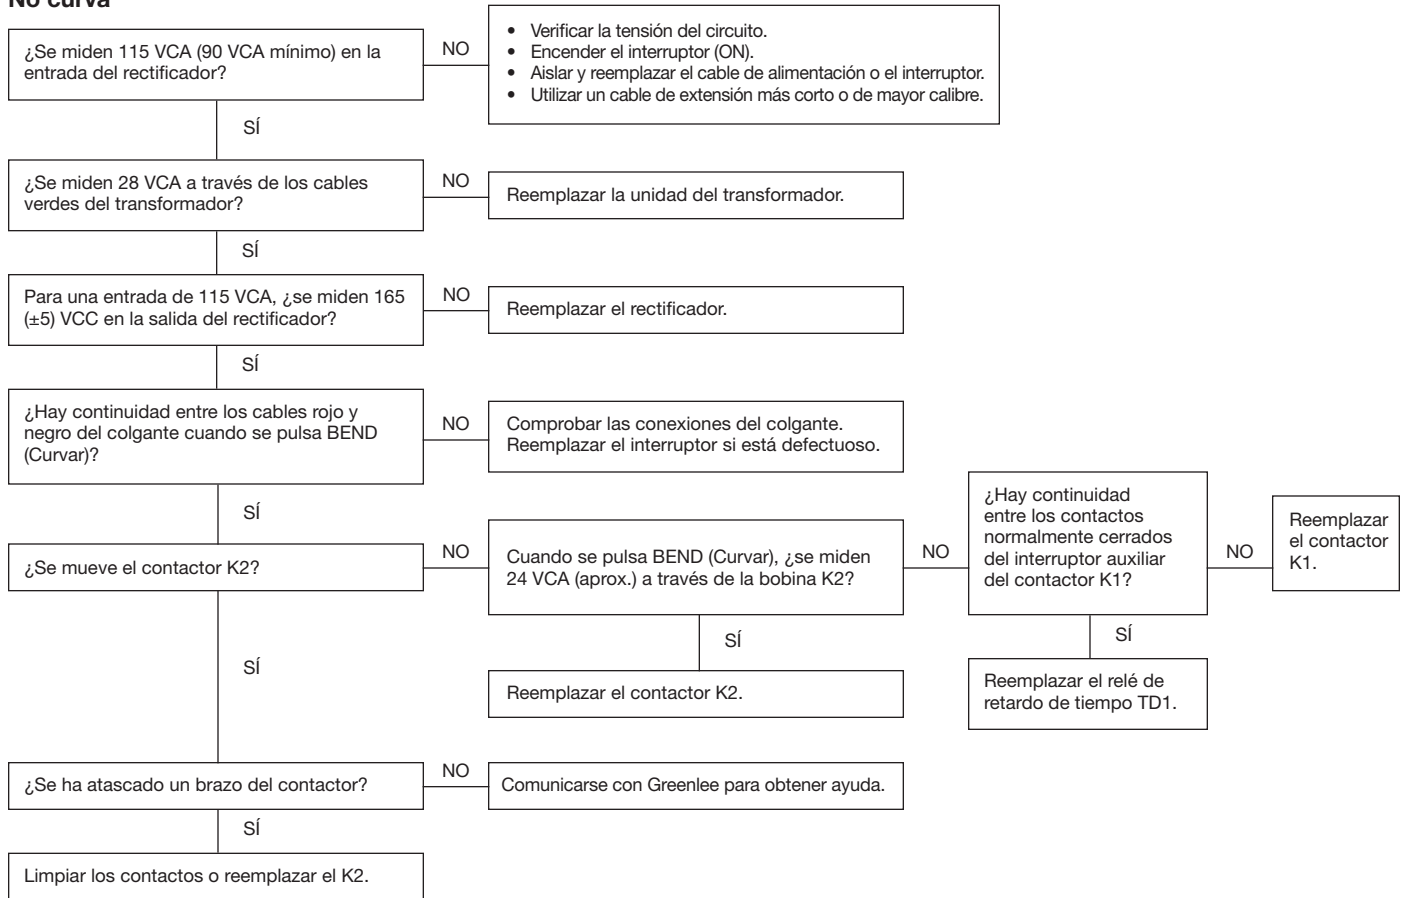 No curva
¿Se miden 115 VCA (90 VCA mínimo) en la
entrada del rectificador?
NO
• Verificar la tensión del circuito.
• Encender el interruptor (ON).
• Aislar y reemplazar el cable de alimentación o el interruptor.
• Utilizar un cable de extensión más corto o de mayor calibre.
SÍ
¿Se miden 28 VCA a través de los cables
verdes del transformador?
NO
Reemplazar la unidad del transformador.
SÍ
Para una entrada de 115 VCA, ¿se miden 165
(±5) VCC en la salida del rectificador?
NO
Reemplazar el rectificador.
SÍ
¿Hay continuidad entre los cables rojo y
negro del colgante cuando se pulsa BEND
(Curvar)?
NO
Comprobar las conexiones del colgante.
Reemplazar el interruptor si está defectuoso.
SÍ
¿Se mueve el contactor K2?
NO
Cuando se pulsa BEND (Curvar), ¿se miden
24 VCA (aprox.) a través de la bobina K2?
NO
¿Hay continuidad
entre los contactos
normalmente cerrados
del interruptor auxiliar
del contactor K1?
NO
Reemplazar
el contactor
K1.
SÍ
Reemplazar el contactor K2.
SÍ
Reemplazar el relé de
retardo de tiempo TD1.
SÍ
¿Se ha atascado un brazo del contactor?
NO
Comunicarse con Greenlee para obtener ayuda.
SÍ
Limpiar los contactos o reemplazar el K2.